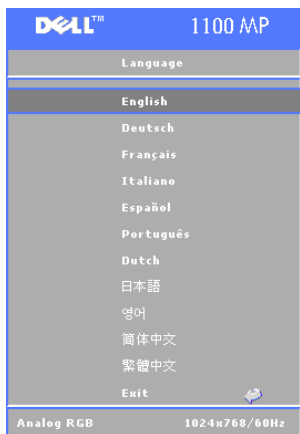 DELL™ 1100 MP
Language
English
Deutsch
Français
Italiano
Español
Português
Dutch
日本語
영어
简体中文
繁體中文
Exit
Analog RGB 1024x768/60Hz